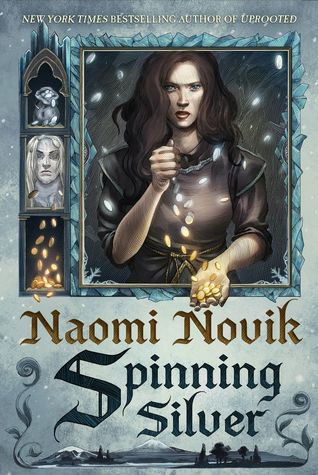 NEW YORK TIMES BESTSELLING AUTHOR OF UPROOTED
Naomi Novik
Spinning
Silver